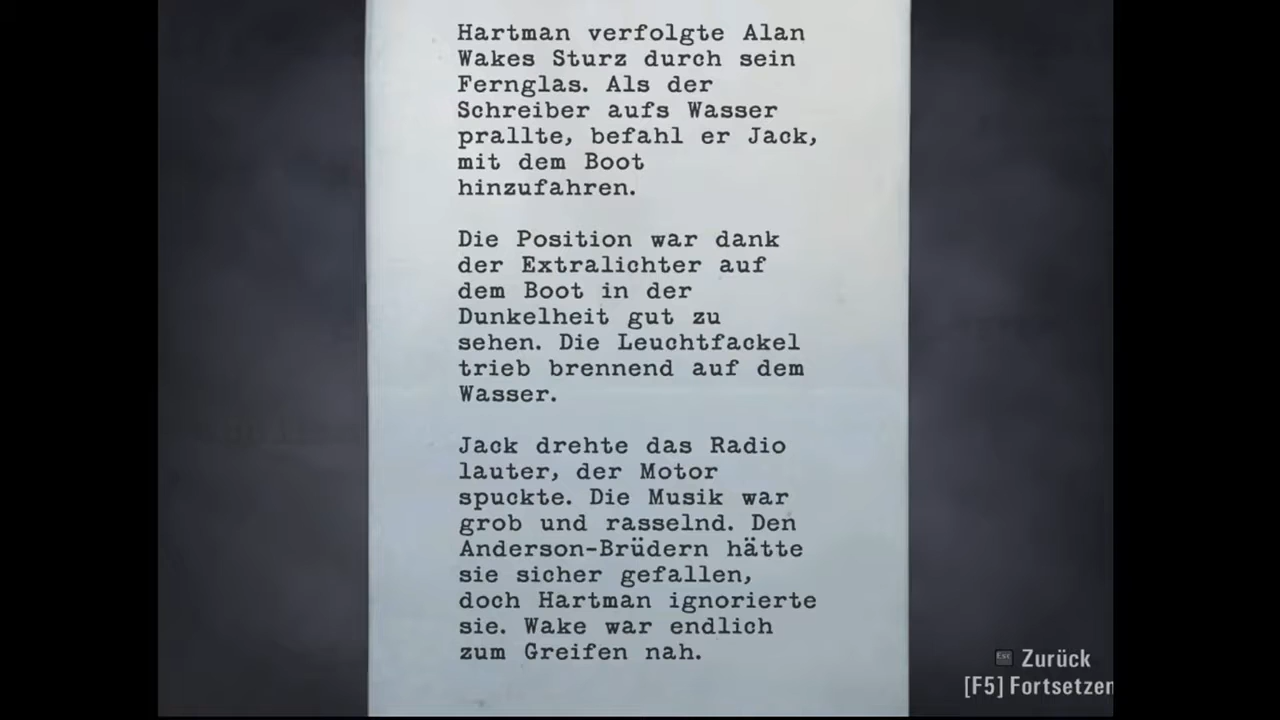 Hartman verfolgte Alan
Wakes Sturz durch sein
Fernglas. Als der
Schreiber aufs Wasser
prallte, befahl er Jack,
mit dem Boot
hinzufahren.
Die Position war dank
der Extralichter auf
dem Boot in der
Dunkelheit gut zu
sehen. Die Leuchtfackel
trieb brennend auf dem
Wasser.
Jack drehte das Radio
lauter, der Motor
spuckte. Die Musik war
grob und rasselnd. Den
Anderson-Brüdern hätte
sie sicher gefallen,
doch Hartman ignorierte
sie. Wake war endlich
zum Greifen nah.
Esc Zurück
[F5] Fortsetzen